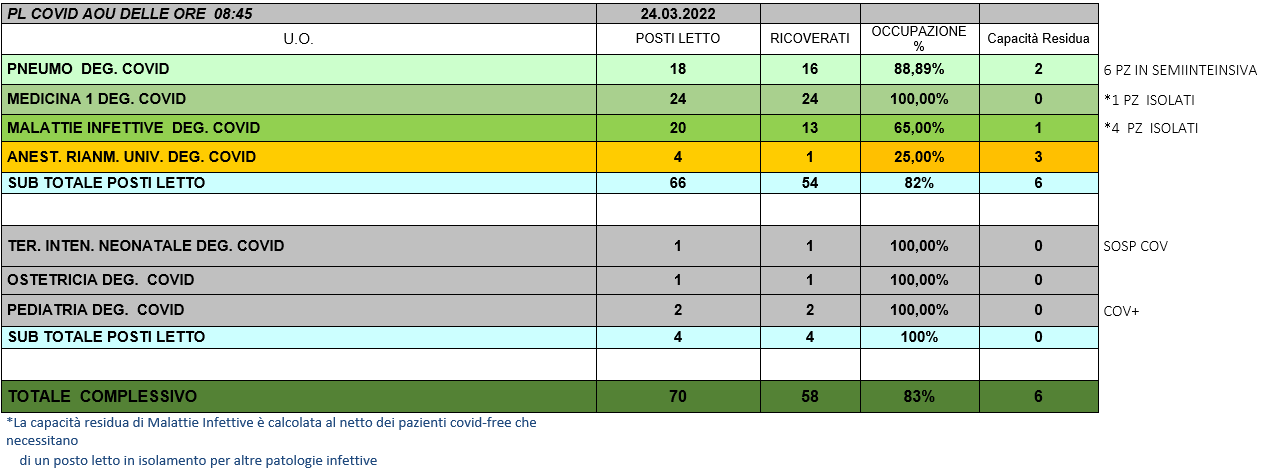 PL COVID AOU DELLE ORE 08:45 24.03.2022
U.O. POSTI LETTO RICOVERATI OCCUPAZIONE % Capacità Residua
PNEUMO DEG. COVID 18 16 88,89% 2 6 PZ IN SEMIINTEINSIVA
MEDICINA 1 DEG. COVID 24 24 100,00% 0 *1 PZ ISOLATI
MALATTIE INFETTIVE DEG. COVID 20 13 65,00% 1 *4 PZ ISOLATI
ANEST. RIANM. UNIV. DEG. COVID 4 1 25,00% 3
SUB TOTALE POSTI LETTO 66 54 82% 6
TER. INTEN. NEONATALE DEG. COVID 1 1 100,00% 0 SOSP COV
OSTETRICIA DEG. COVID 1 1 100,00% 0
PEDIATRIA DEG. COVID 2 2 100,00% 0 COV+
SUB TOTALE POSTI LETTO 4 4 100% 0
TOTALE COMPLESSIVO 70 58 83% 6
*La capacità residua di Malattie Infettive è calcolata al netto dei pazienti covid-free che
necessitano
di un posto letto in isolamento per altre patologie infettive